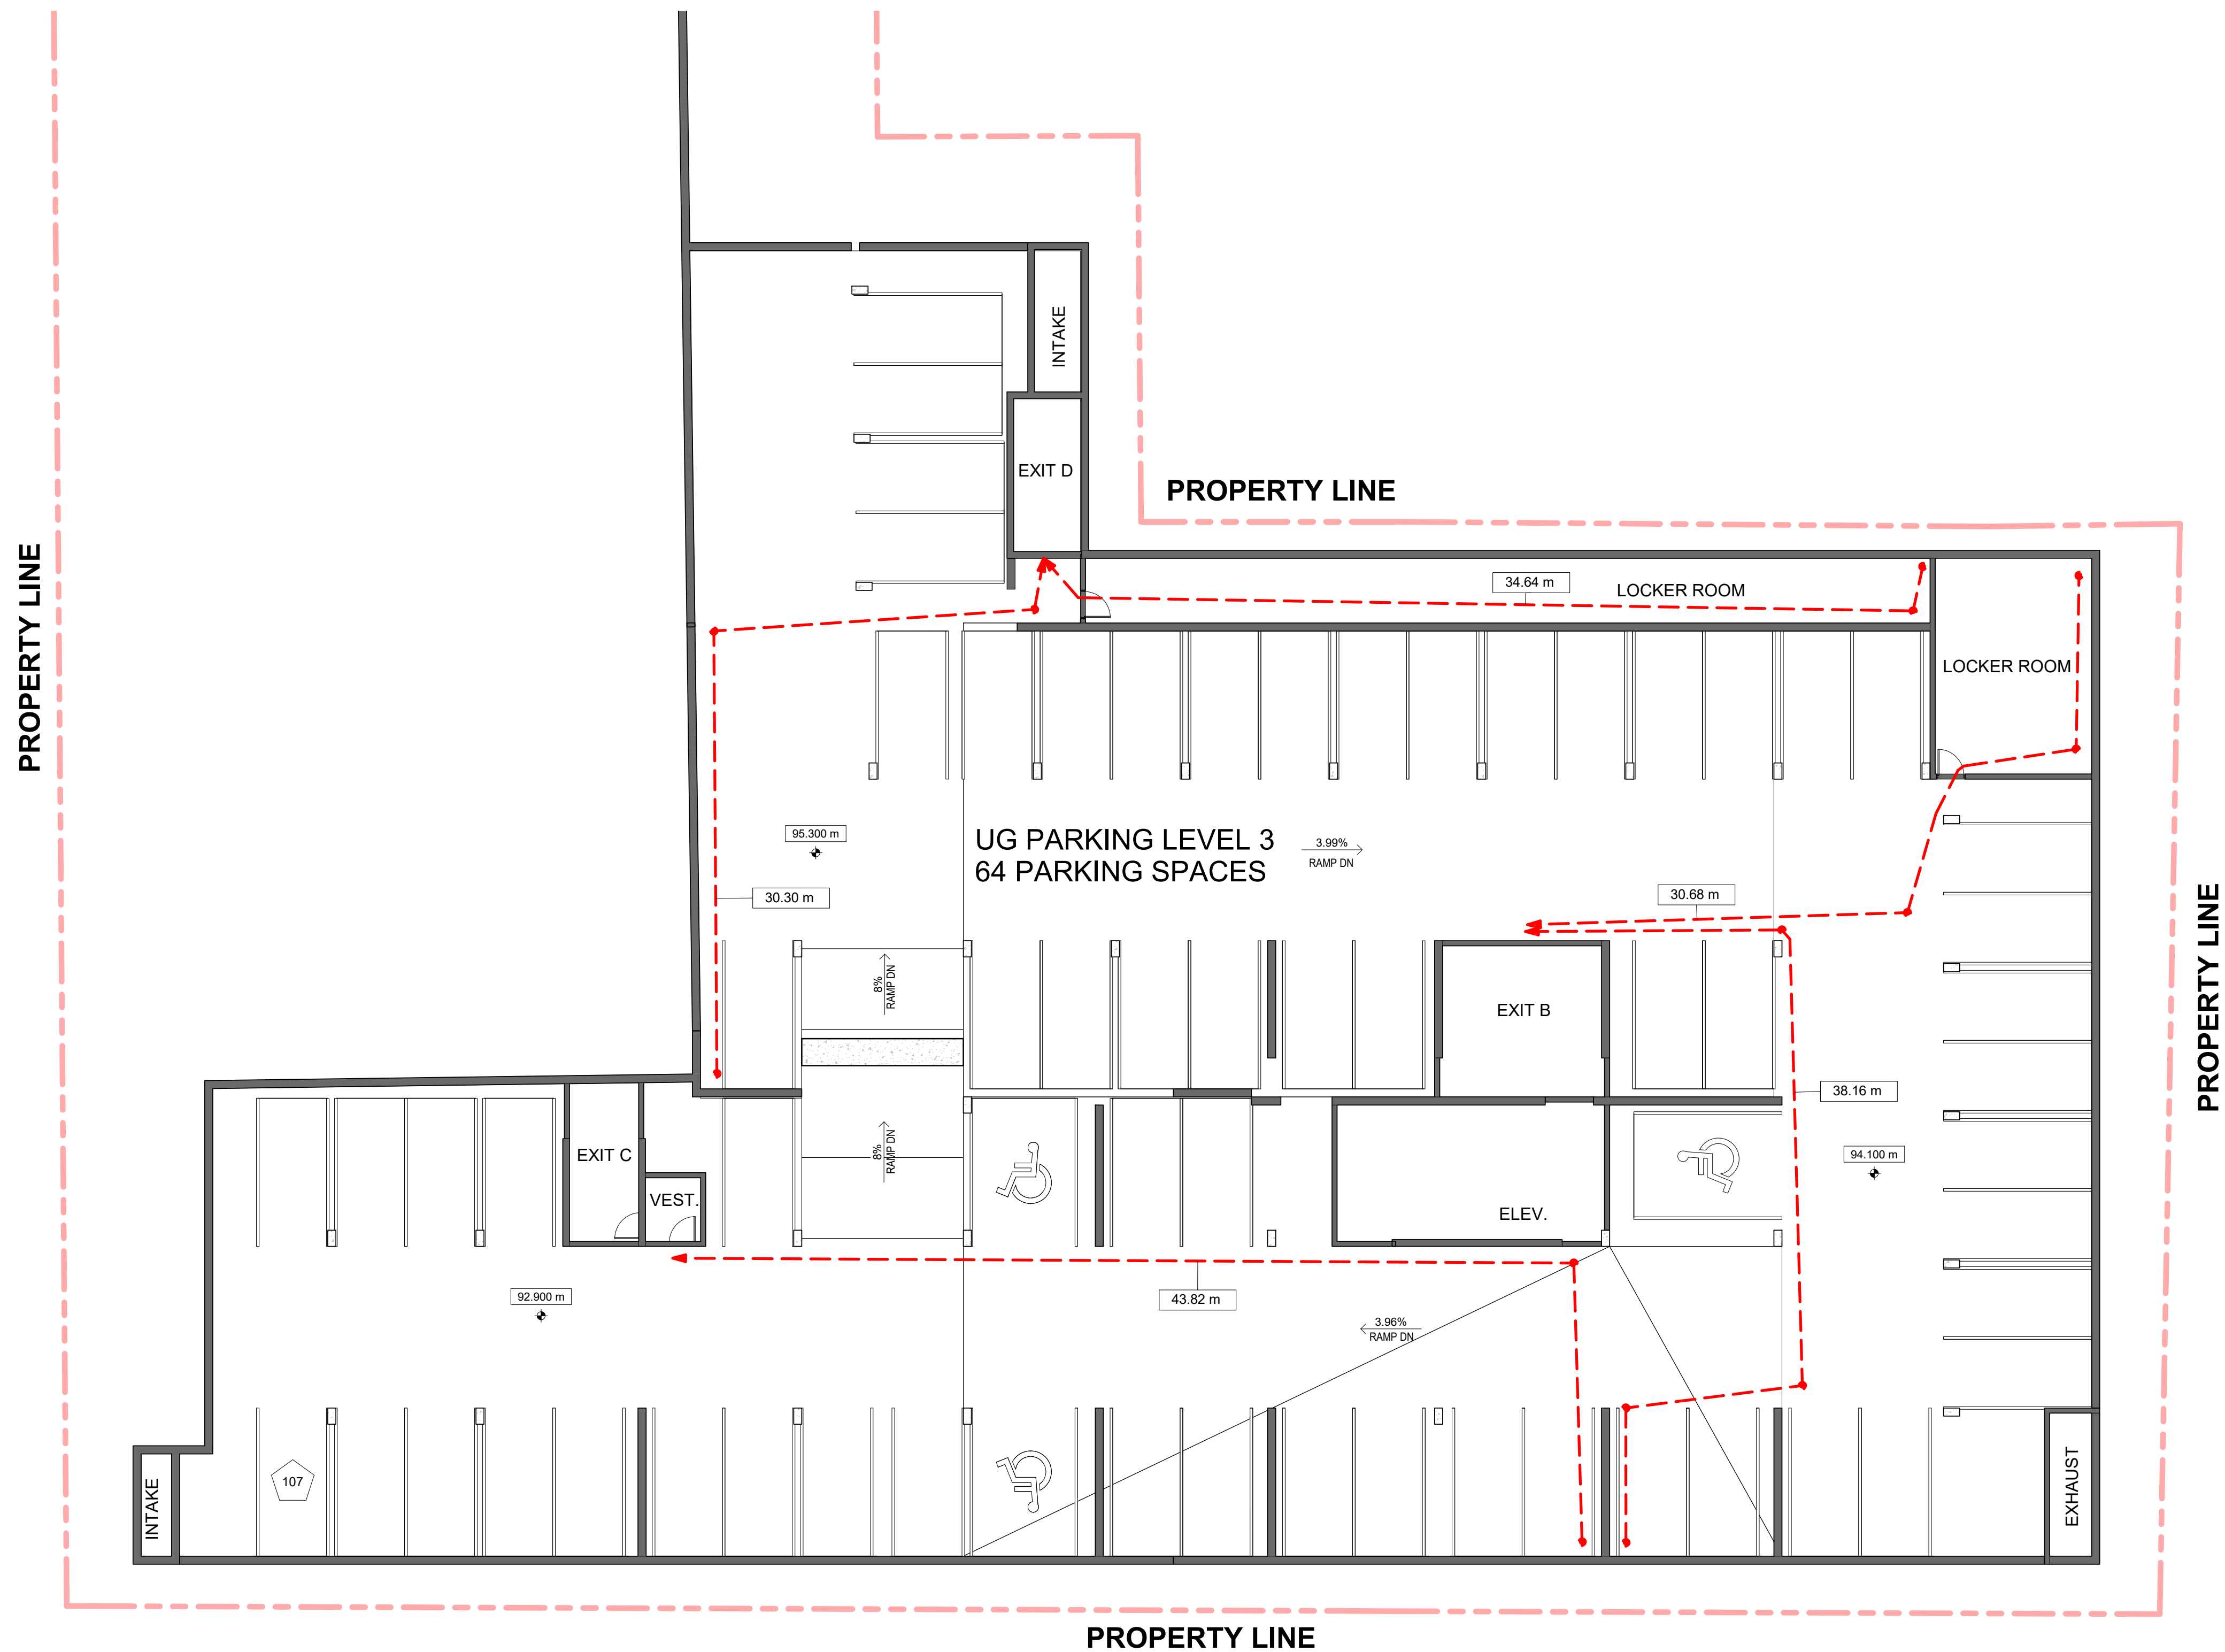 INTAKE
EXIT D
PROPERTY LINE
PROPERTY LINE
34.64 m
LOCKER ROOM
LOCKER ROOM
95.300 m
UG PARKING LEVEL 3
64 PARKING SPACES
3.99%
RAMP DN
30.30 m
30.68 m
PROPERTY LINE
8%
RAMP DN
EXIT B
38.16 m
EXIT C
8%
RAMP DN
94.100 m
VEST.
ELEV.
92.900 m
43.82 m
3.96%
RAMP DN
107
INTAKE
EXHAUST
PROPERTY LINE